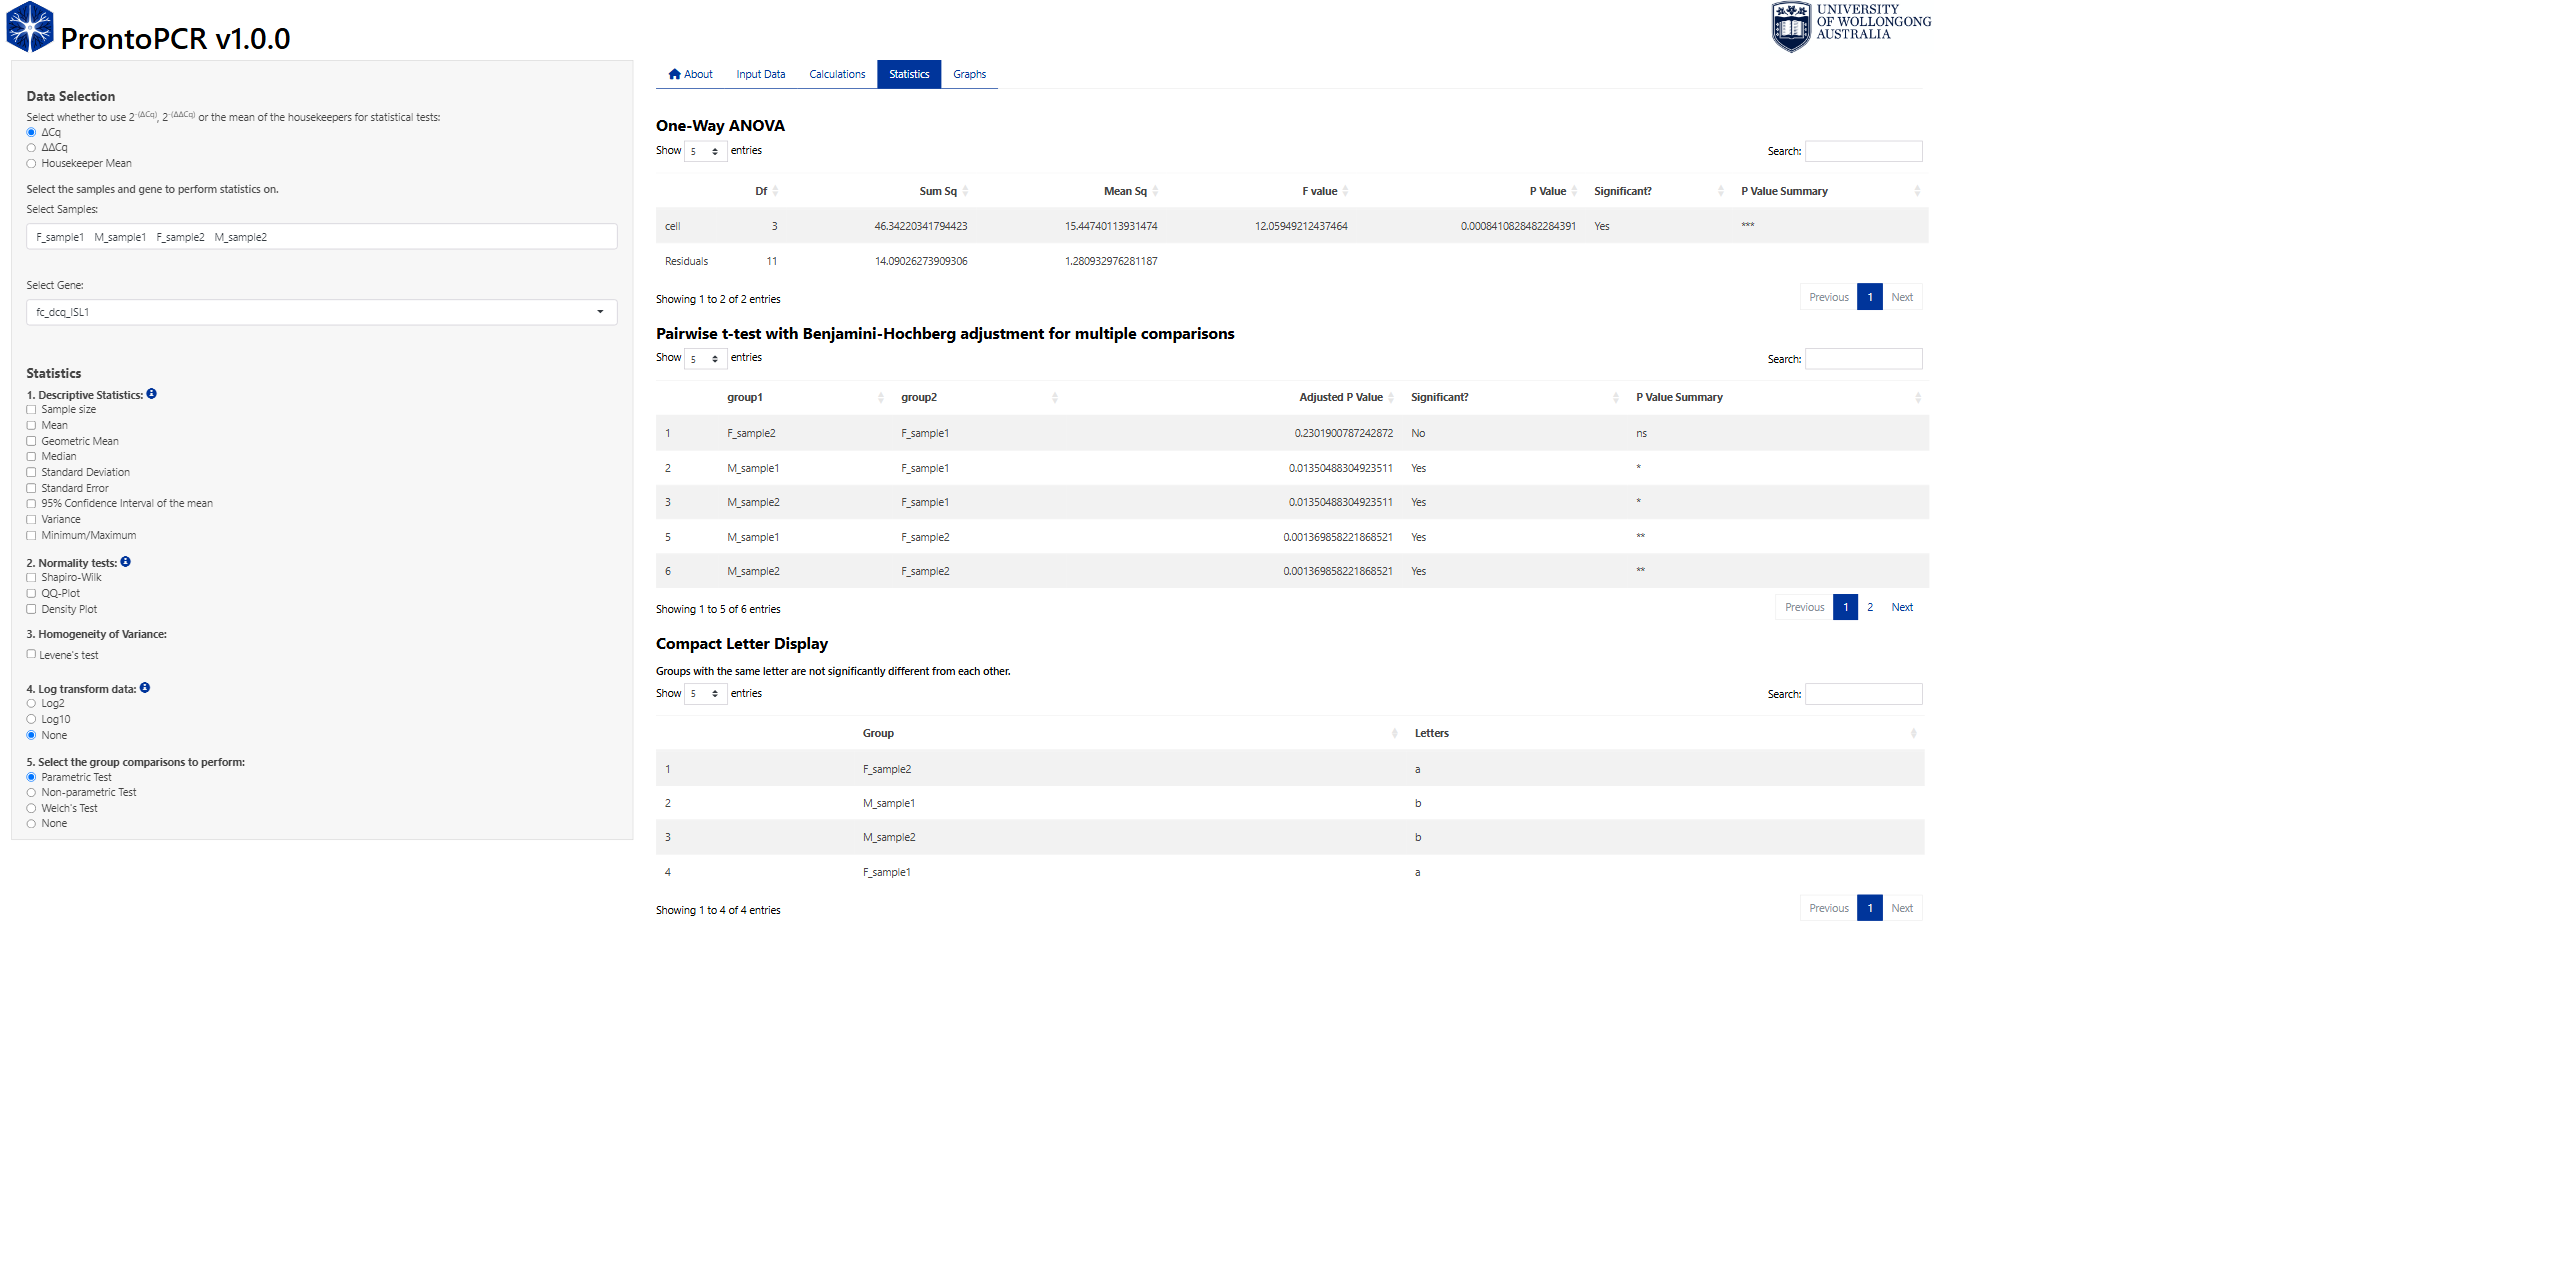 ProntoPCR v1.0.0
UNIVERSITY
OF WOLLONGONG
AUSTRALIA
Data Selection
Select whether to use 2^-(ΔCq), 2^-(ΔΔCq) or the mean of the housekeepers for statistical tests:
ΔCq
ΔΔCq
Housekeeper Mean
Select the samples and gene to perform statistics on.
Select Samples:
F_sample1 M_sample1 F_sample2 M_sample2
Select Gene:
fc_dcq_ISL1
Statistics
1. Descriptive Statistics:
Sample size
Mean
Geometric Mean
Median
Standard Deviation
Standard Error
95% Confidence Interval of the mean
Variance
Minimum/Maximum
2. Normality tests:
Shapiro-Wilk
QQ-Plot
Density Plot
3. Homogeneity of Variance:
Levene's test
4. Log transform data:
Log2
Log10
None
5. Select the group comparisons to perform:
Parametric Test
Non-parametric Test
Welch's Test
None
About Input Data Calculations Statistics Graphs
One-Way ANOVA
Show 5 entries Search:
Df Sum Sq Mean Sq F value P Value Significant? P Value Summary
cell 3 46.34220341794423 15.44740113931474 12.05949212437464 0.0008410828482284391 Yes ***
Residuals 11 14.09026273909306 1.280932976281187
Showing 1 to 2 of 2 entries Previous 1 Next
Pairwise t-test with Benjamini-Hochberg adjustment for multiple comparisons
Show 5 entries Search:
group1 group2 Adjusted P Value Significant? P Value Summary
1 F_sample2 F_sample1 0.2301900787242872 No ns
2 M_sample1 F_sample1 0.01350488304923511 Yes *
3 M_sample2 F_sample1 0.01350488304923511 Yes *
5 M_sample1 F_sample2 0.001369858221868521 Yes **
6 M_sample2 F_sample2 0.001369858221868521 Yes **
Showing 1 to 5 of 6 entries Previous 1 2 Next
Compact Letter Display
Groups with the same letter are not significantly different from each other.
Show 5 entries Search:
Group Letters
1 F_sample2 a
2 M_sample1 b
3 M_sample2 b
4 F_sample1 a
Showing 1 to 4 of 4 entries Previous 1 Next